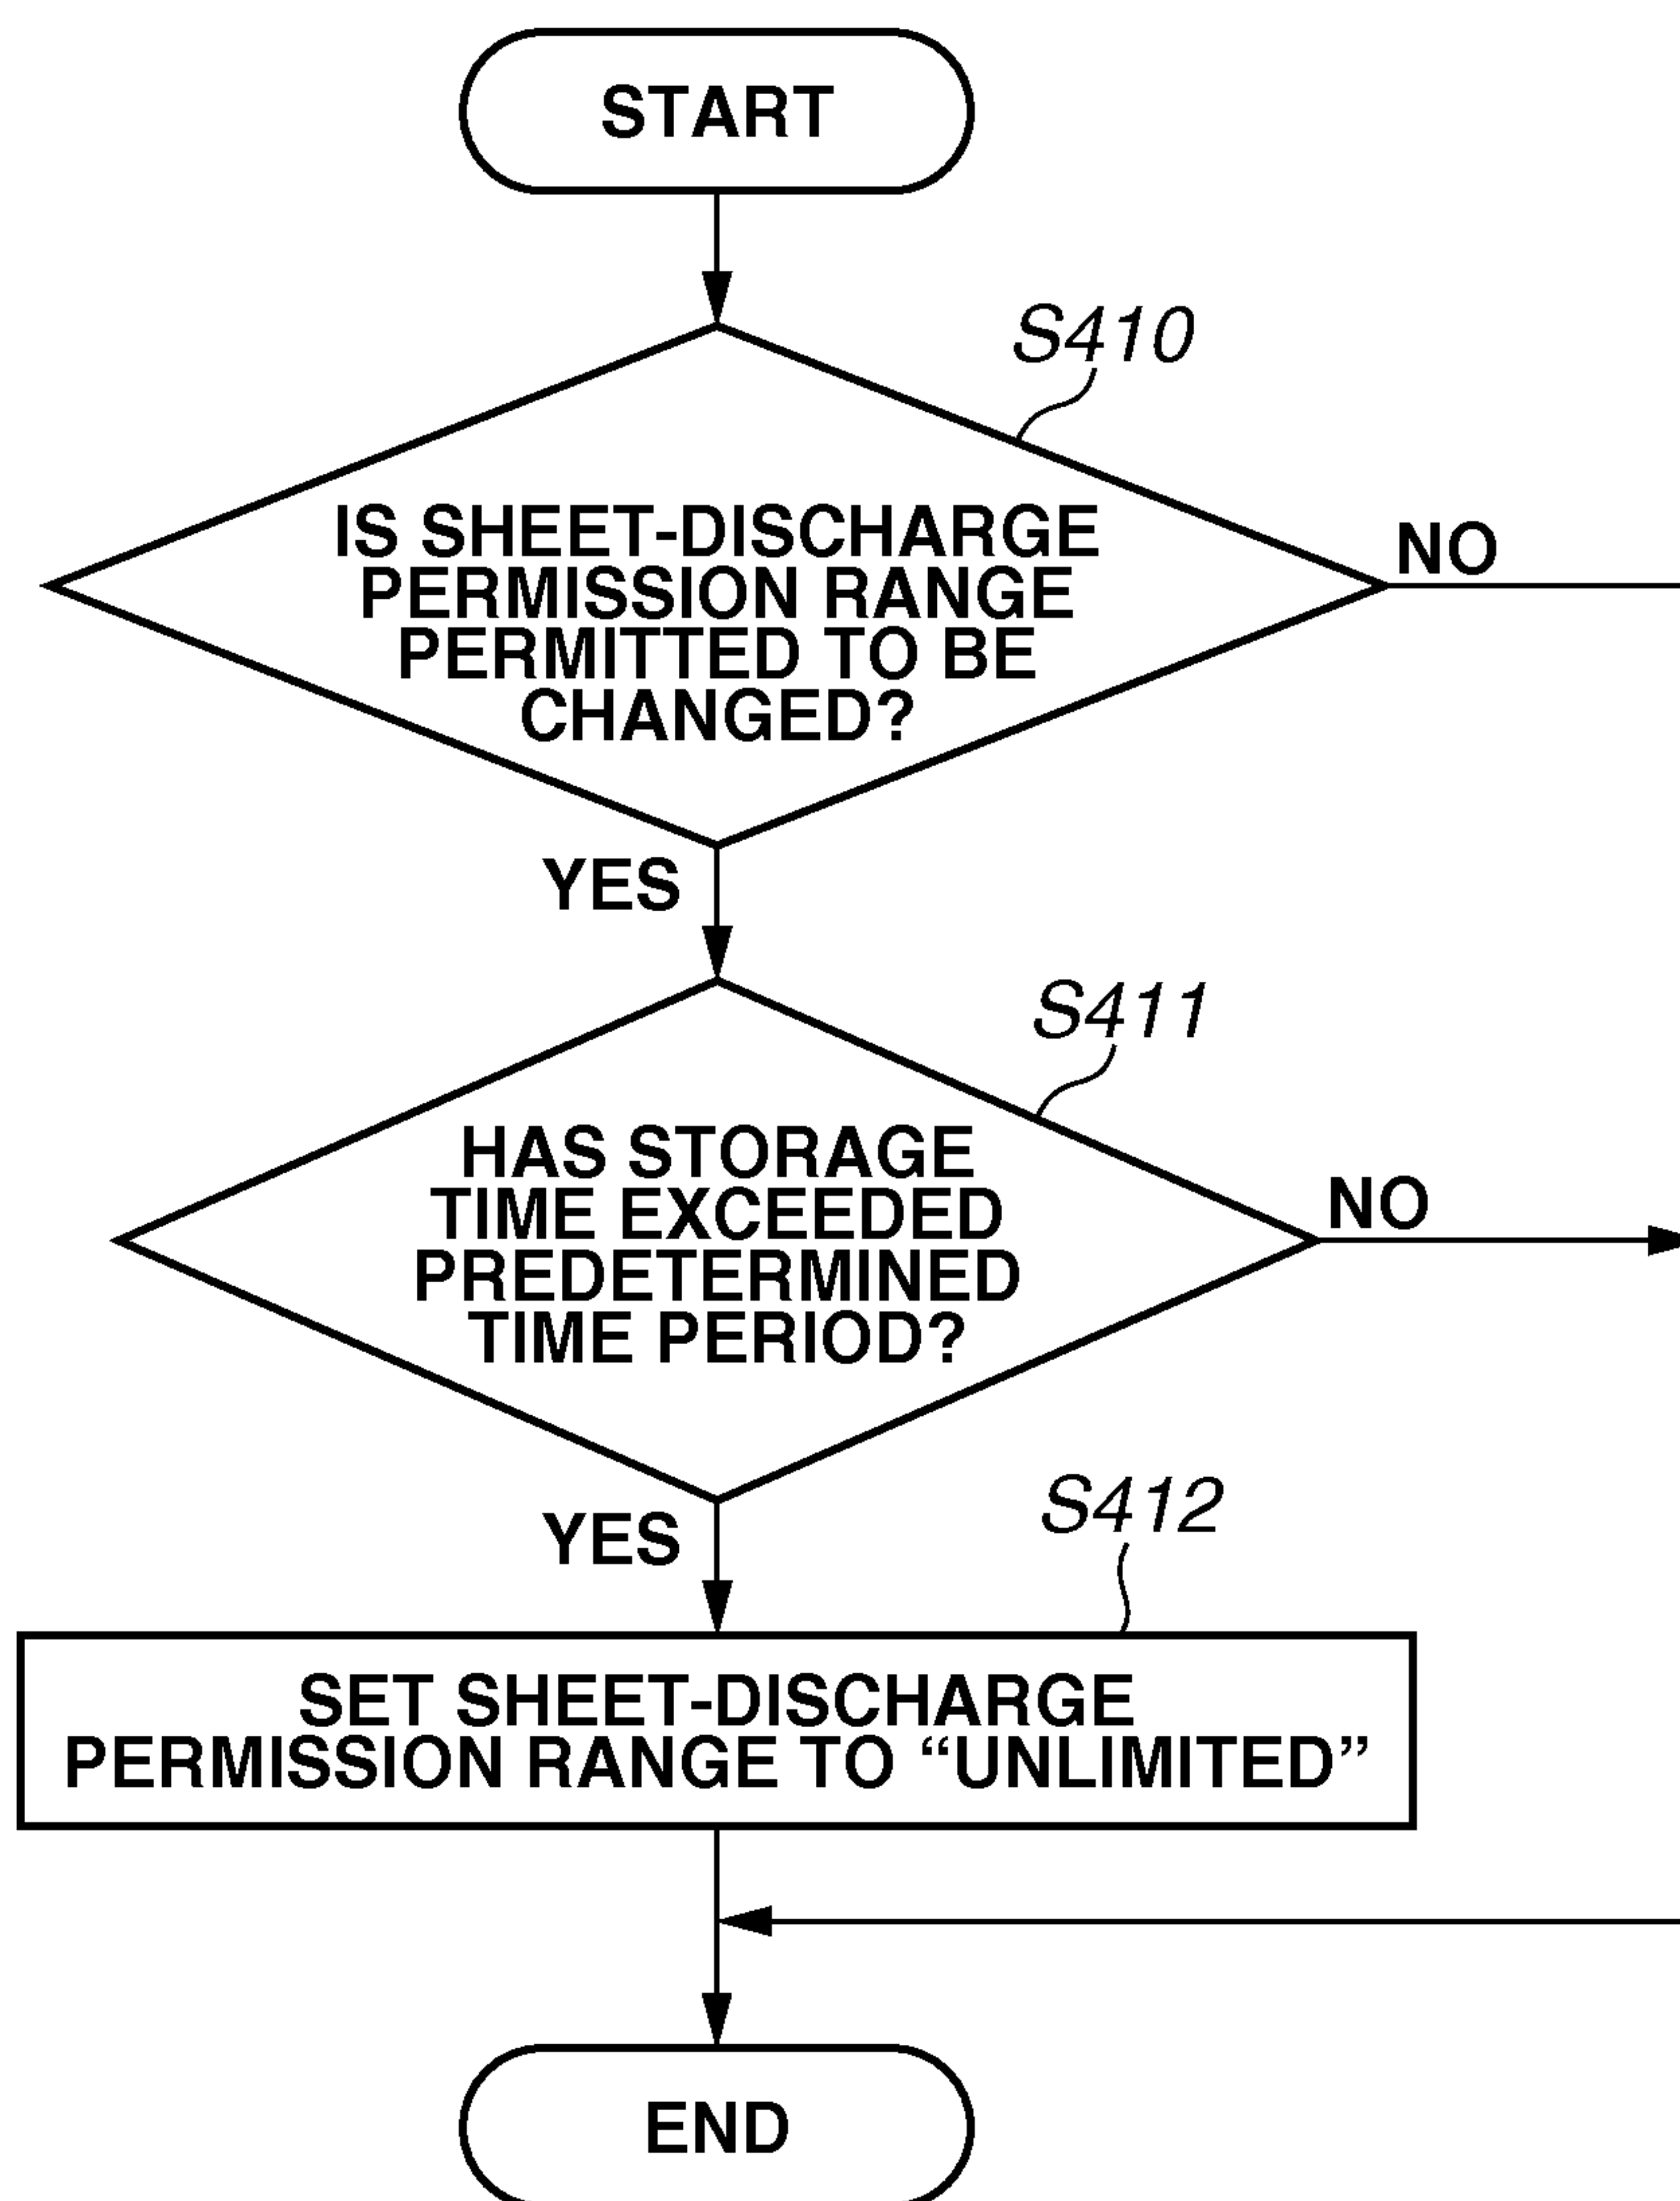 START
S410
IS SHEET-DISCHARGE
PERMISSION RANGE
PERMITTED TO BE
CHANGED?
NO
YES
S411
HAS STORAGE
TIME EXCEEDED
PREDETERMINED
TIME PERIOD?
NO
YES
S412
SET SHEET-DISCHARGE
PERMISSION RANGE TO “UNLIMITED”
END